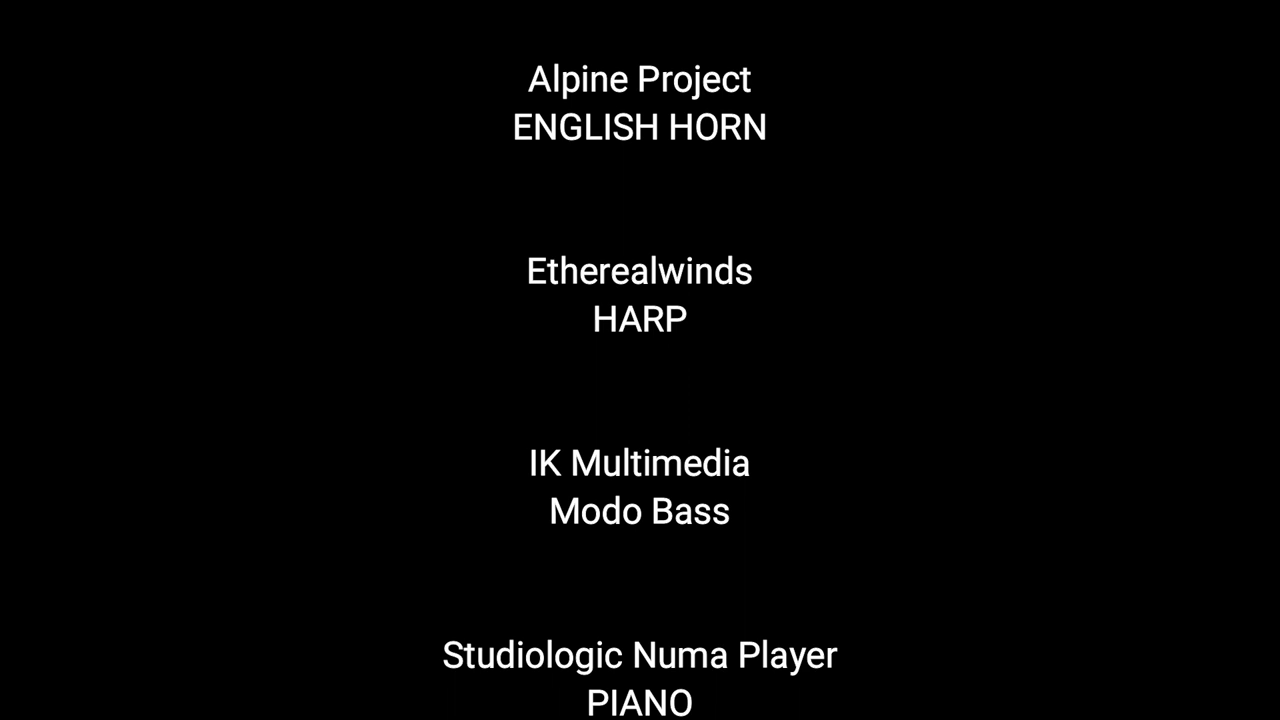 Alpine Project
ENGLISH HORN
Etherealwinds
HARP
IK Multimedia
Modo Bass
Studiologic Numa Player
PIANO